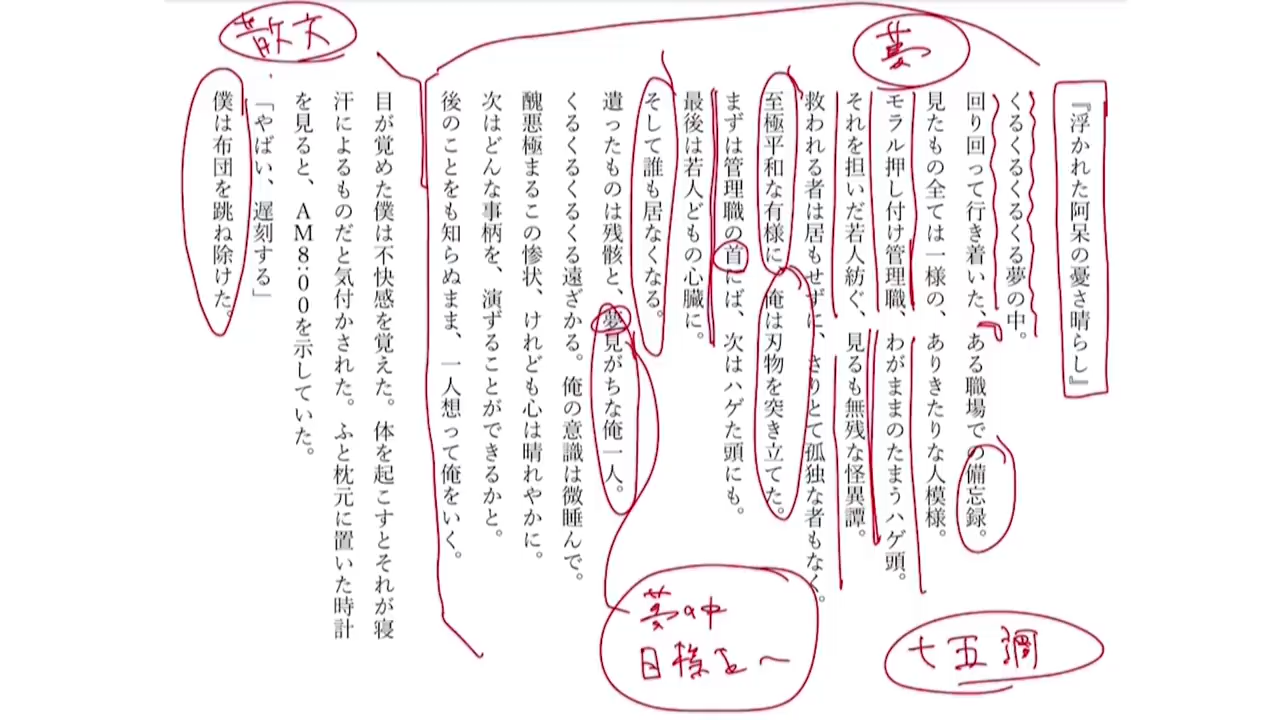 『浮かれた阿呆の憂さ晴らし』
夢
くるくるくるくる夢の中。
回り回って行き着いた、ある職場での備忘録。
見たもの全ては一様の、ありきたりな人模様。
モラル押し付け管理職、わがままのたまうハゲ頭。
それを担いだ若人紡ぐ、見るも無残な怪異譚。
救われる者は居もせずに、さりとて孤独な者もなく。
至極平和な有様に、俺は刃物を突き立てた。
まずは管理職の首にば、次はハゲた頭にも。
最後は若人どもの心臓に。
そして誰も居なくなる。
遺ったものは残骸と、夢見がちな俺一人。
くるくるくるくる遠ざかる。俺の意識は微睡んで。
醜悪極まるこの惨状、けれども心は晴れやかに。
次はどんな事柄を、演ずることができるかと。
後のことをも知らぬまま、一人想って俺をいく。
散文
目が覚めた僕は不快感を覚えた。体を起こすとそれが寝
汗によるものだと気付かされた。ふと枕元に置いた時計
を見ると、AM8:00を示していた。
「やばい、遅刻する」
僕は布団を跳ね除けた。
七五調
夢の中